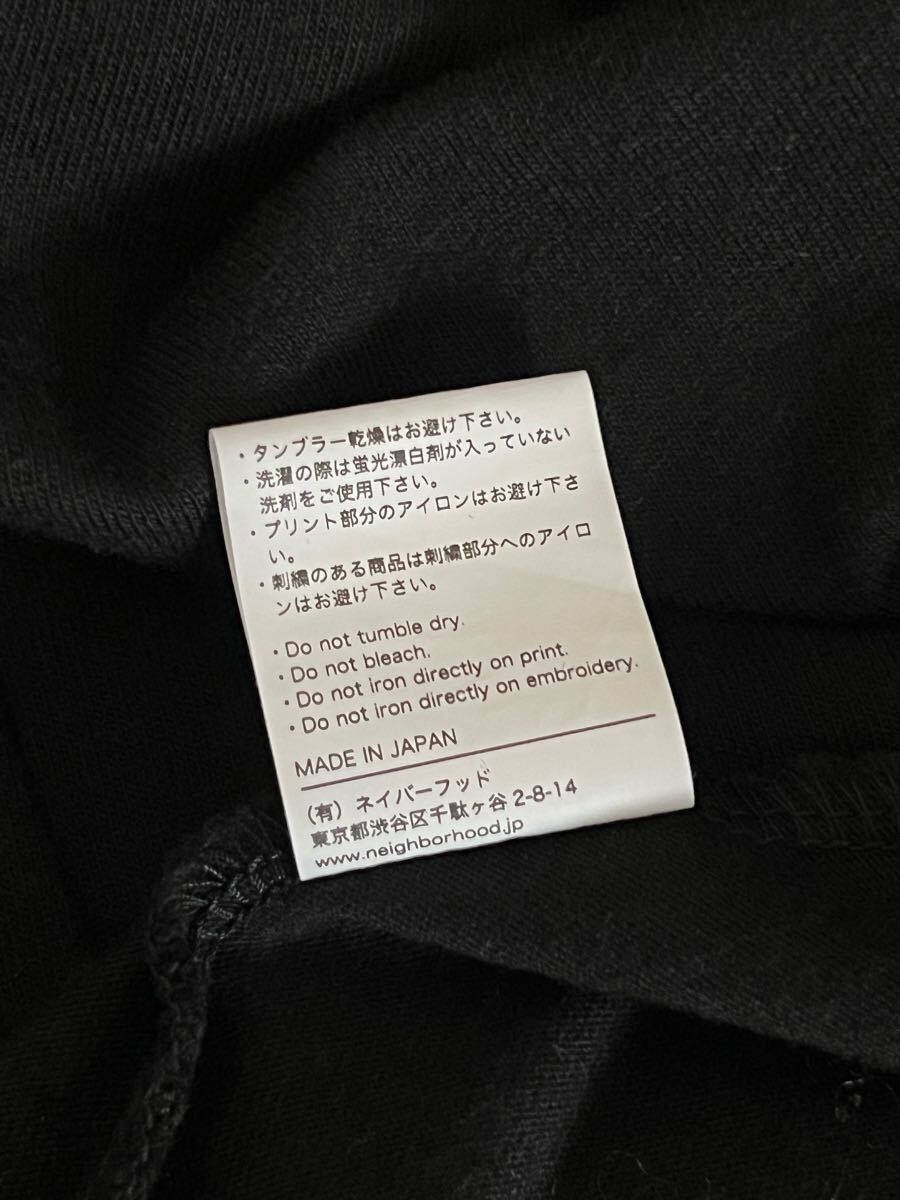 ・タンブラー乾燥はお避け下さい。
・洗濯の際は蛍光漂白剤が入っていない
洗剤をご使用下さい。
・プリント部分のアイロンはお避け下さ
い。
・刺繍のある商品は刺繍部分へのアイロ
ンはお避け下さい。
・Do not tumble dry.
・Do not bleach.
・Do not iron directly on print.
・Do not iron directly on embroidery.
MADE IN JAPAN
（有）ネイバーフッド
東京都渋谷区千駄ヶ谷 2-8-14
www.neighborhood.jp